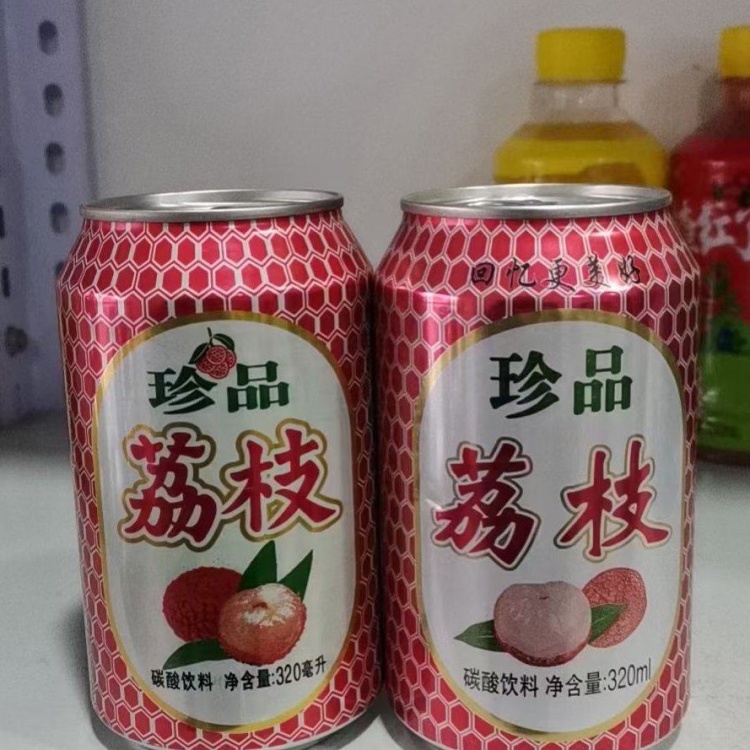 珍品
荔枝
碳酸饮料 净含量:320毫升
回忆更美好
珍品
荔枝
碳酸饮料 净含量:320ml